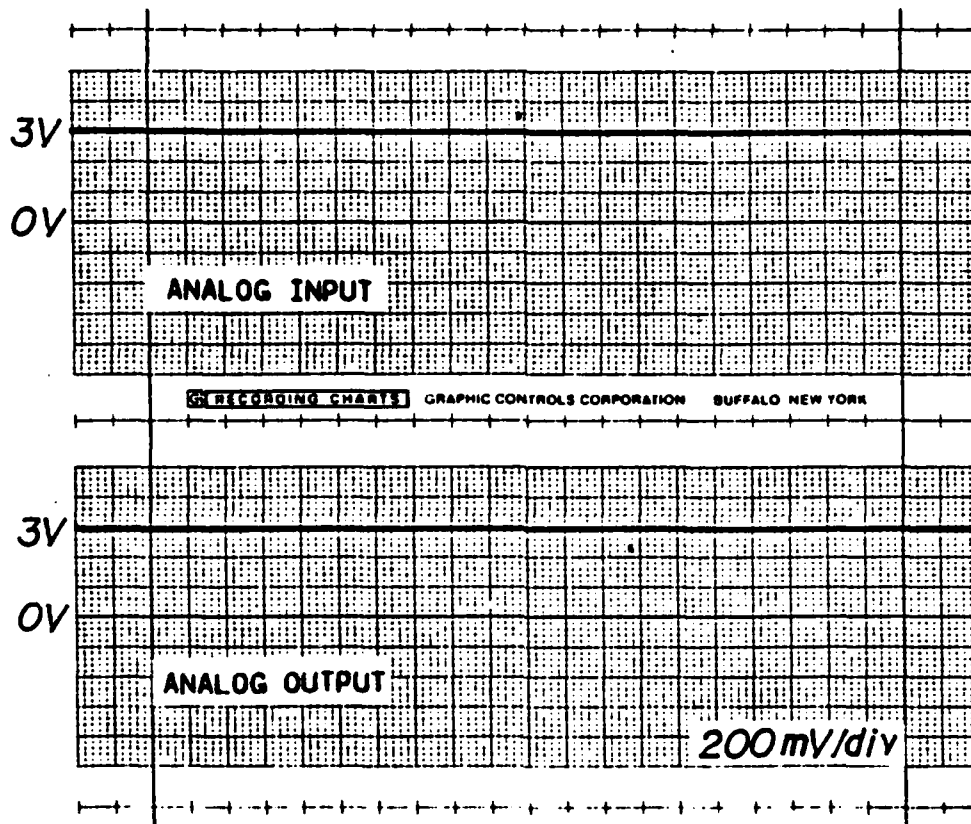 3V
0V
ANALOG INPUT
RECORDING CHARTS GRAPHIC CONTROLS CORPORATION BUFFALO NEW YORK
3V
0V
ANALOG OUTPUT
200mV/div